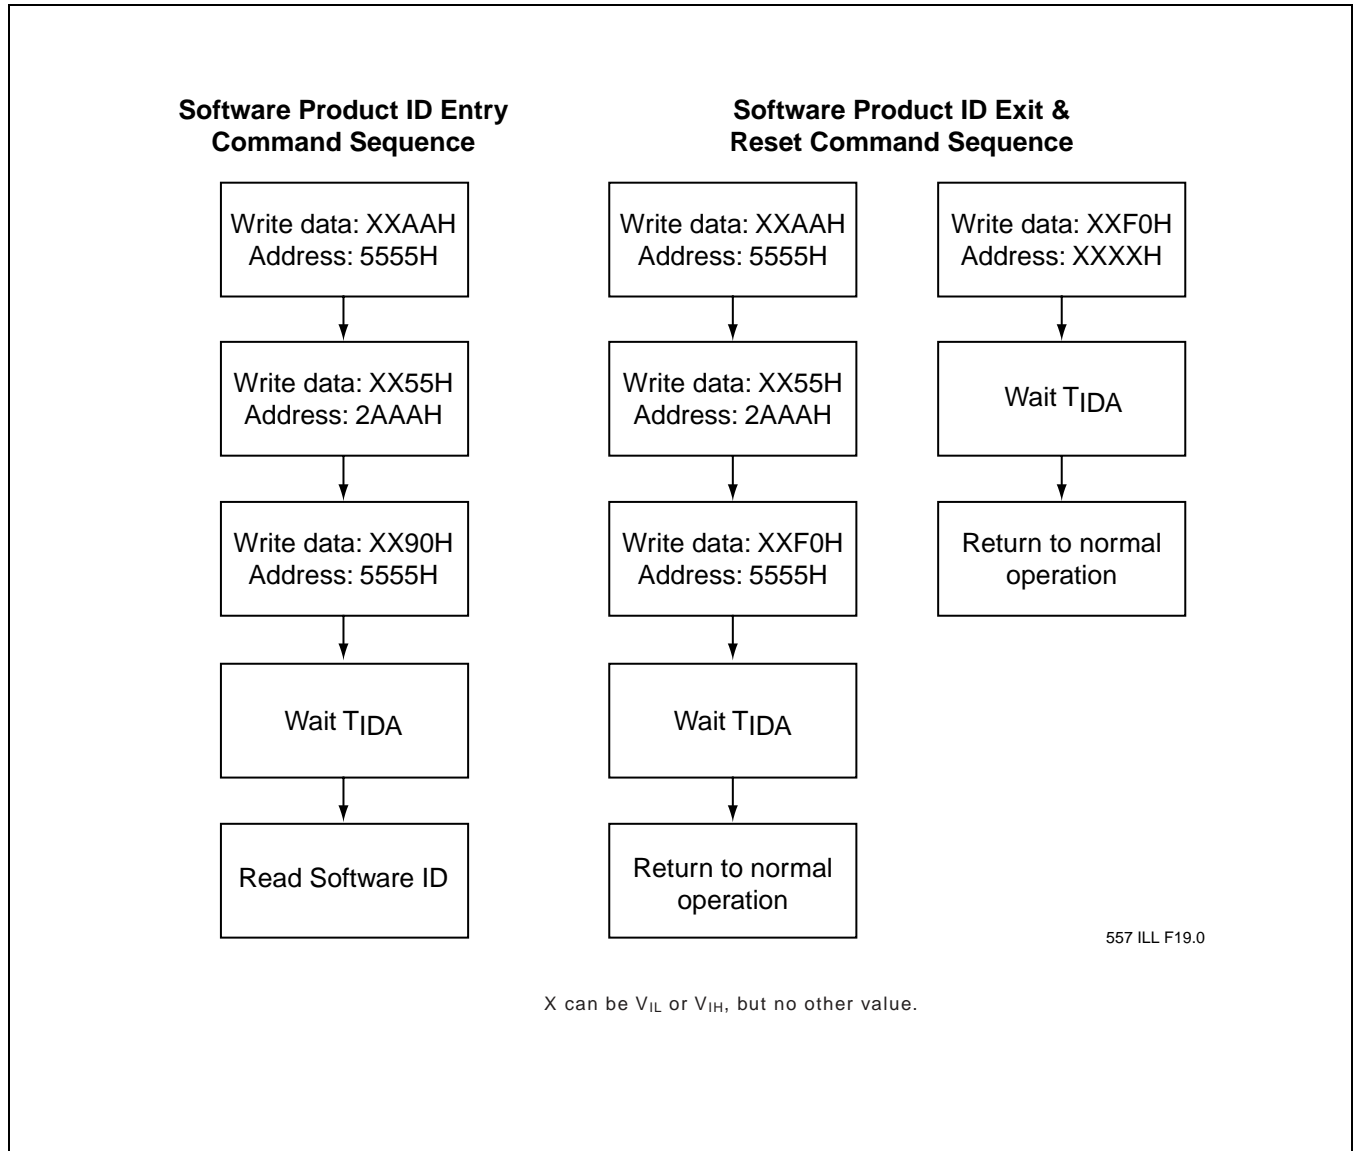 Software Product ID Entry
Command Sequence
Write data: XXAAH
Address: 5555H
Write data: XX55H
Address: 2AAAH
Write data: XX90H
Address: 5555H
Wait TIDA
Read Software ID
Software Product ID Exit &
Reset Command Sequence
Write data: XXAAH
Address: 5555H
Write data: XX55H
Address: 2AAAH
Write data: XXF0H
Address: 5555H
Wait TIDA
Return to normal
operation
Write data: XXF0H
Address: XXXXH
Wait TIDA
Return to normal
operation
557 ILL F19.0
X can be VIL or VIH, but no other value.